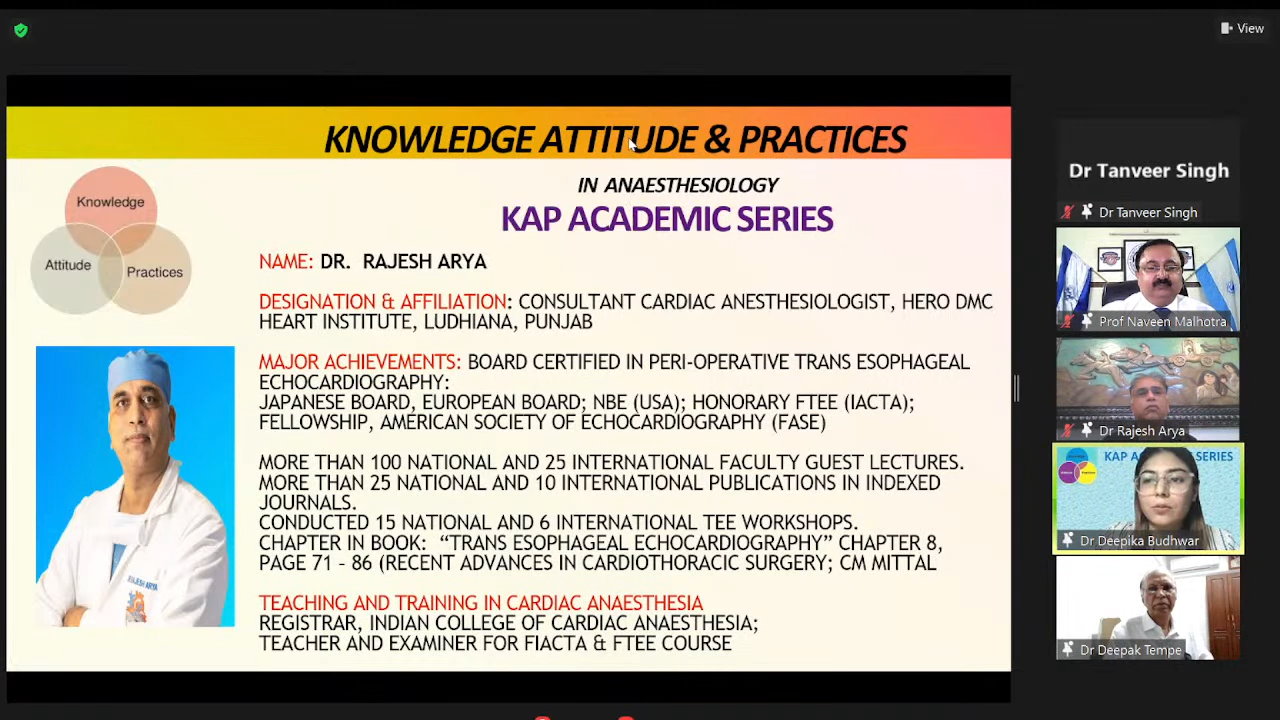 View
KNOWLEDGE ATTITUDE & PRACTICES
IN ANAESTHESIOLOGY
KAP ACADEMIC SERIES
Knowledge
Attitude
Practices
NAME: DR. RAJESH ARYA
DESIGNATION & AFFILIATION: CONSULTANT CARDIAC ANESTHESIOLOGIST, HERO DMC
HEART INSTITUTE, LUDHIANA, PUNJAB
MAJOR ACHIEVEMENTS: BOARD CERTIFIED IN PERI-OPERATIVE TRANS ESOPHAGEAL
ECHOCARDIOGRAPHY:
JAPANESE BOARD, EUROPEAN BOARD; NBE (USA); HONORARY FTEE (IACTA);
FELLOWSHIP, AMERICAN SOCIETY OF ECHOCARDIOGRAPHY (FASE)
MORE THAN 100 NATIONAL AND 25 INTERNATIONAL FACULTY GUEST LECTURES.
MORE THAN 25 NATIONAL AND 10 INTERNATIONAL PUBLICATIONS IN INDEXED
JOURNALS.
CONDUCTED 15 NATIONAL AND 6 INTERNATIONAL TEE WORKSHOPS.
CHAPTER IN BOOK: “TRANS ESOPHAGEAL ECHOCARDIOGRAPHY” CHAPTER 8,
PAGE 71 – 86 (RECENT ADVANCES IN CARDIOTHORACIC SURGERY; CM MITTAL
TEACHING AND TRAINING IN CARDIAC ANAESTHESIA
REGISTRAR, INDIAN COLLEGE OF CARDIAC ANAESTHESIA;
TEACHER AND EXAMINER FOR FIACTA & FTEE COURSE
RAJESH ARYA
Dr Tanveer Singh
Dr Tanveer Singh
Prof Naveen Malhotra
Dr Rajesh Arya
KAP A SERIES
Dr Deepika Budhwar
Dr Deepak Tempe